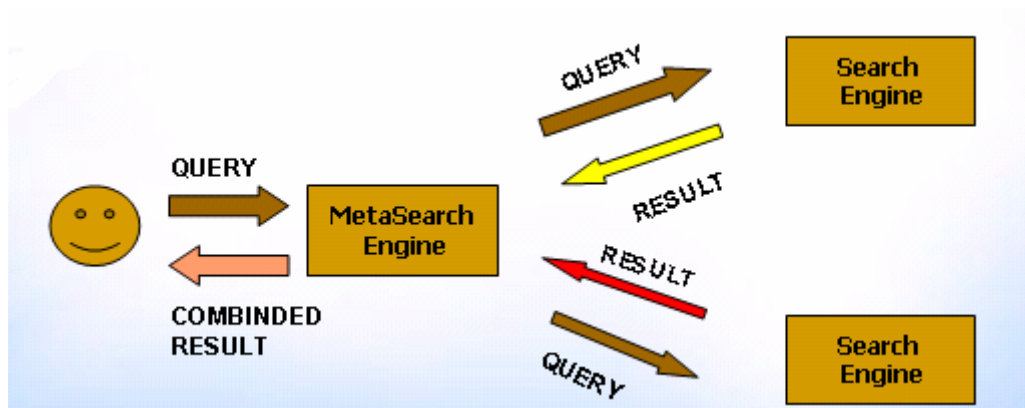 QUERY
MetaSearch
Engine
COMBINDED
RESULT
QUERY
RESULT
Search
Engine
RESULT
QUERY
Search
Engine